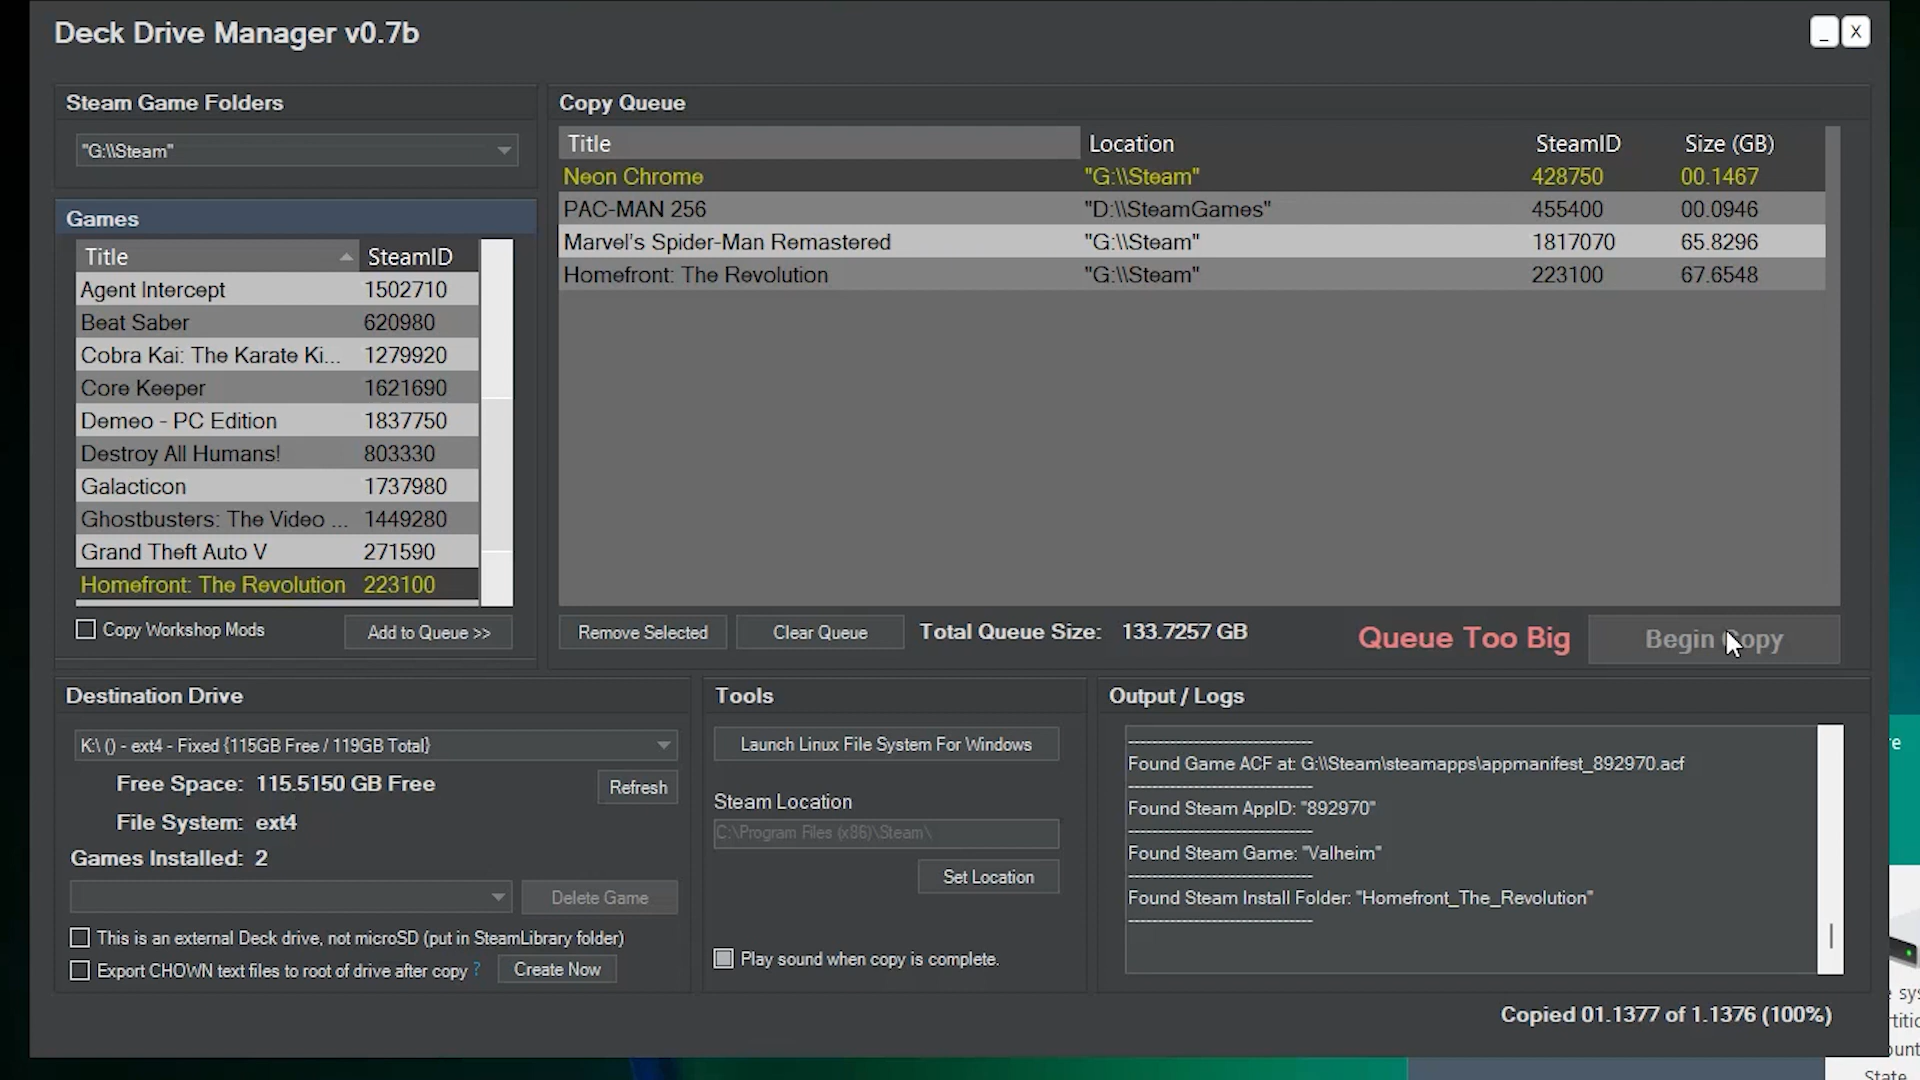 Deck Drive Manager v0.7b
_ X
Steam Game Folders
"G:\\Steam"
Games
Title SteamID
Agent Intercept 1502710
Beat Saber 620980
Cobra Kai: The Karate Ki... 1279920
Core Keeper 1621690
Demeo - PC Edition 1837750
Destroy All Humans! 803330
Galacticon 1737980
Ghostbusters: The Video ... 1449280
Grand Theft Auto V 271590
Homefront: The Revolution 223100
Copy Workshop Mods
Add to Queue >>
Copy Queue
Title Location SteamID Size (GB)
Neon Chrome "G:\\Steam" 428750 00.1467
PAC-MAN 256 "D:\\SteamGames" 455400 00.0946
Marvel's Spider-Man Remastered "G:\\Steam" 1817070 65.8296
Homefront: The Revolution "G:\\Steam" 223100 67.6548
Remove Selected
Clear Queue
Total Queue Size: 133.7257 GB
Queue Too Big
Begin Copy
Destination Drive
K:\ () - ext4 - Fixed {115GB Free / 119GB Total}
Free Space: 115.5150 GB Free
Refresh
File System: ext4
Games Installed: 2
Delete Game
This is an external Deck drive, not microSD (put in SteamLibrary folder)
Export CHOWN text files to root of drive after copy ?
Create Now
Tools
Launch Linux File System For Windows
Steam Location
C:\Program Files (x86)\Steam\
Set Location
Play sound when copy is complete.
Output / Logs
------------------------------
Found Game ACF at: G:\\Steam\steamapps\appmanifest_892970.acf
------------------------------
Found Steam AppID: "892970"
------------------------------
Found Steam Game: "Valheim"
------------------------------
Found Steam Install Folder: "Homefront_The_Revolution"
------------------------------
Copied 01.1377 of 1.1376 (100%)
State